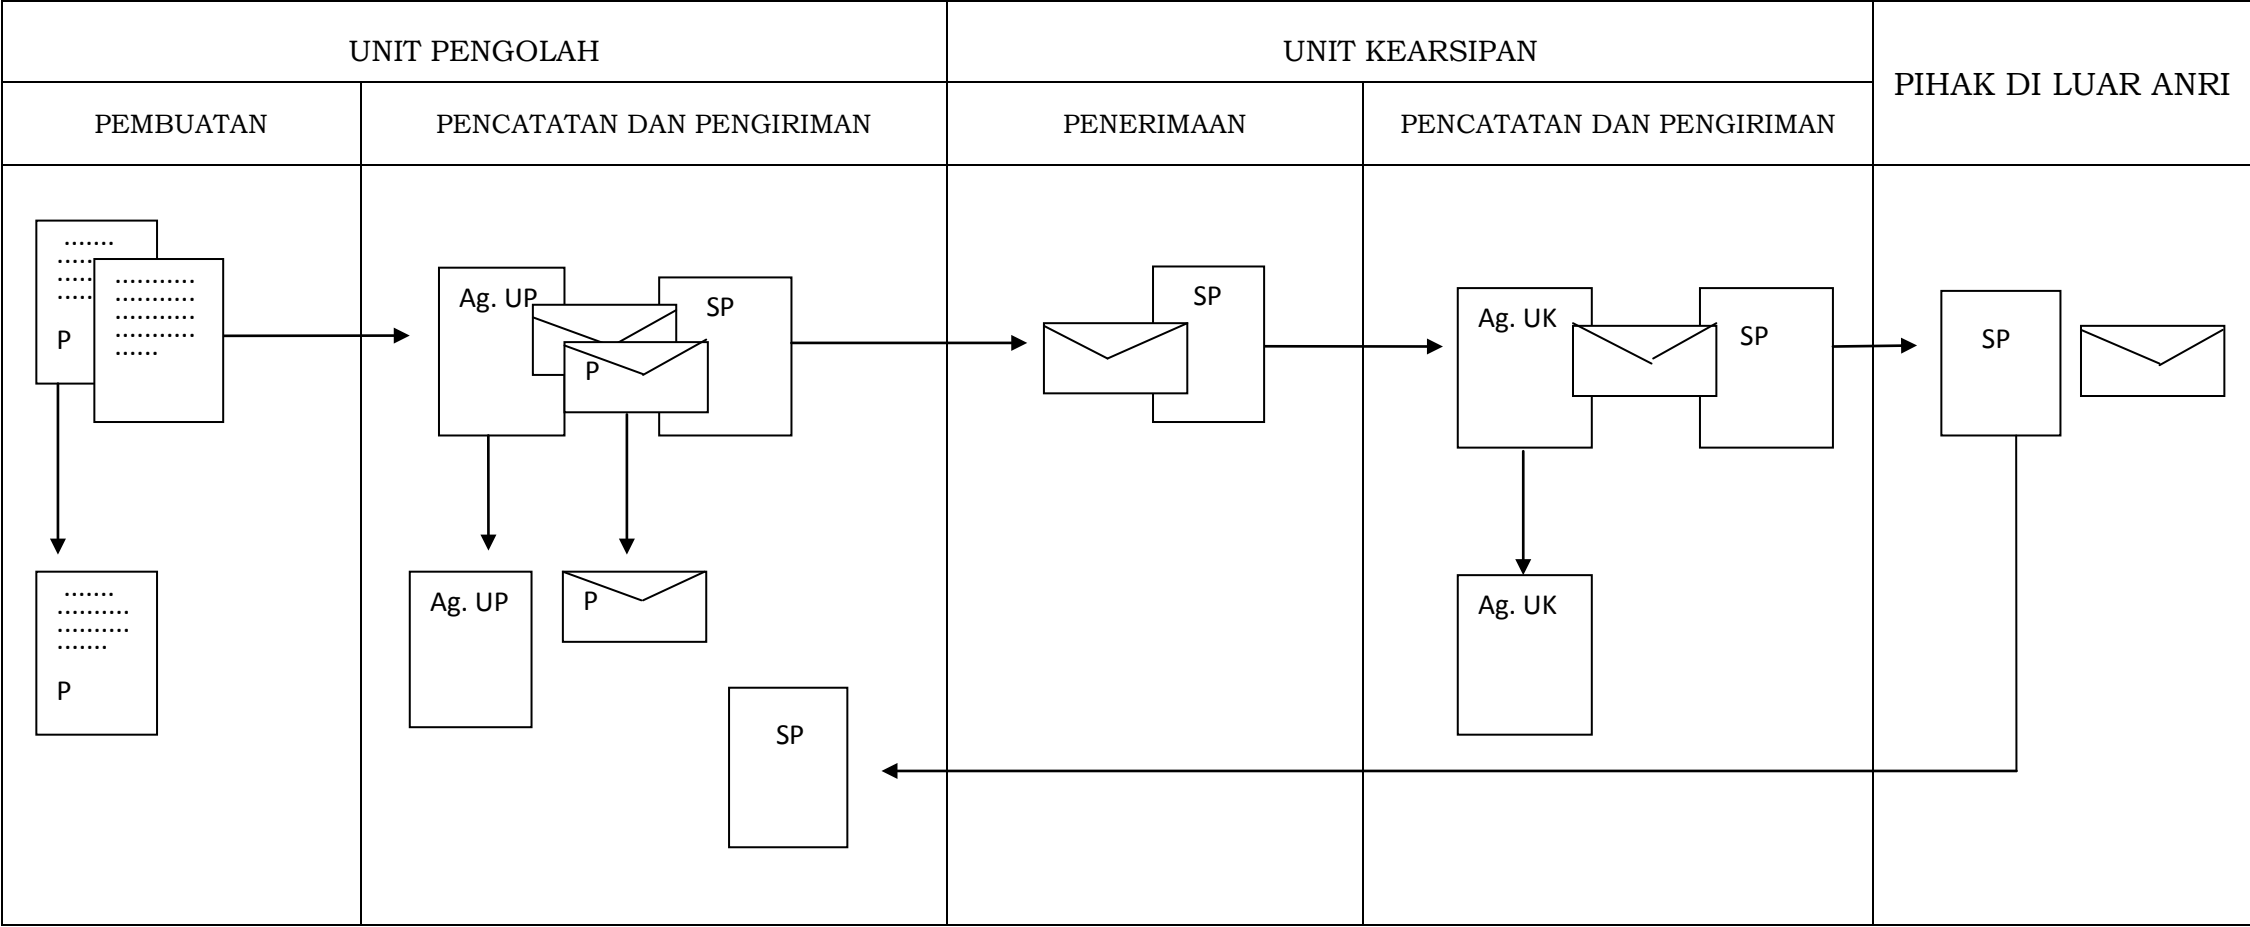 UNIT PENGOLAH
UNIT KEARSIPAN
PIHAK DI LUAR ANRI
PEMBUATAN
PENCATATAN DAN PENGIRIMAN
PENERIMAAN
PENCATATAN DAN PENGIRIMAN
.......
P
...........
...........
...........
...........
......
Ag. UP
P
SP
SP
Ag. UK
SP
SP
.......
..........
..........
.......
P
Ag. UP
P
SP
Ag. UK